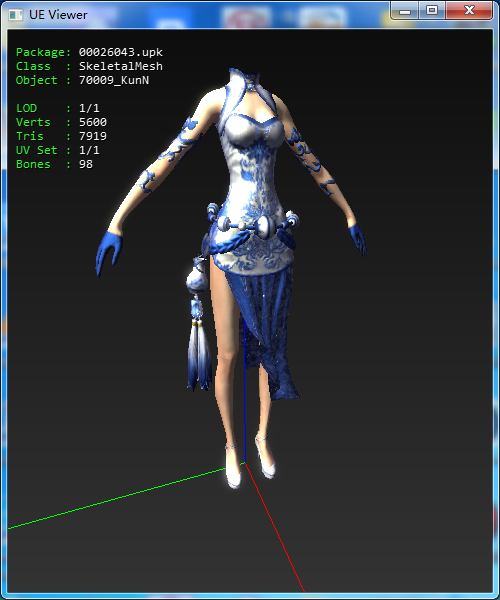 UE Viewer
Package: 00026043.upk
Class : SkeletalMesh
Object : 70009_KunN
LOD : 1/1
Verts : 5600
Tris : 7919
UV Set : 1/1
Bones : 98